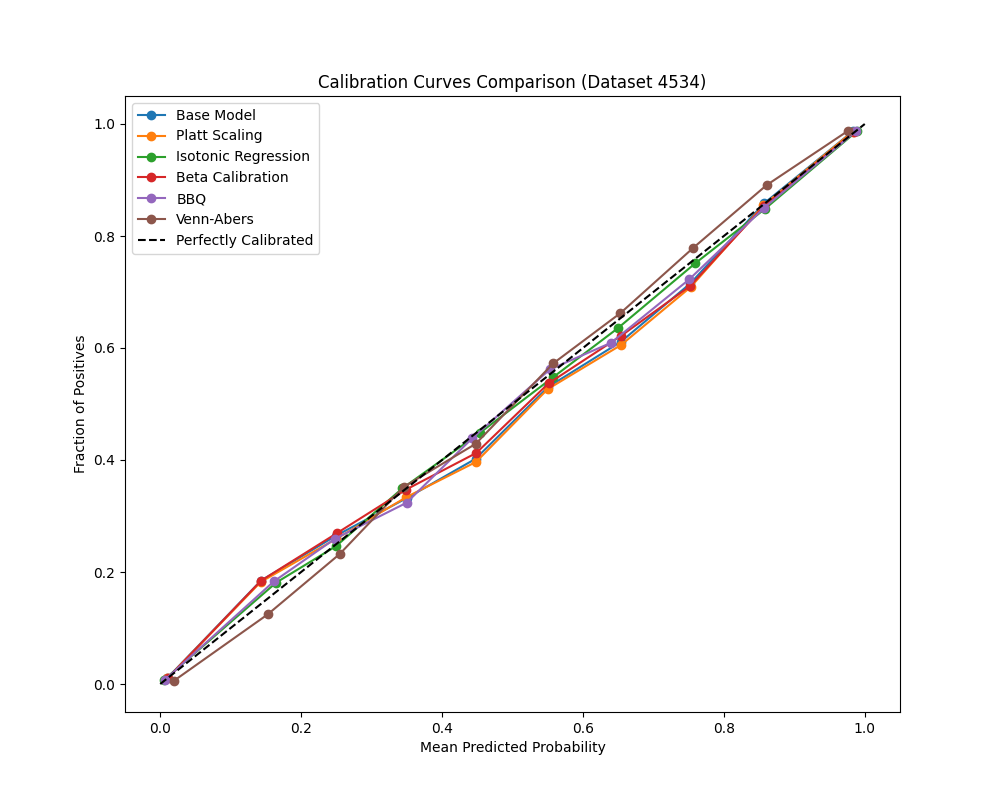 Calibration Curves Comparison (Dataset 4534)
Base Model
Platt Scaling
Isotonic Regression
Beta Calibration
BBQ
Venn-Abers
Perfectly Calibrated
Fraction of Positives
1.0
0.8
0.6
0.4
0.2
0.0
0.0 0.2 0.4 0.6 0.8 1.0
Mean Predicted Probability